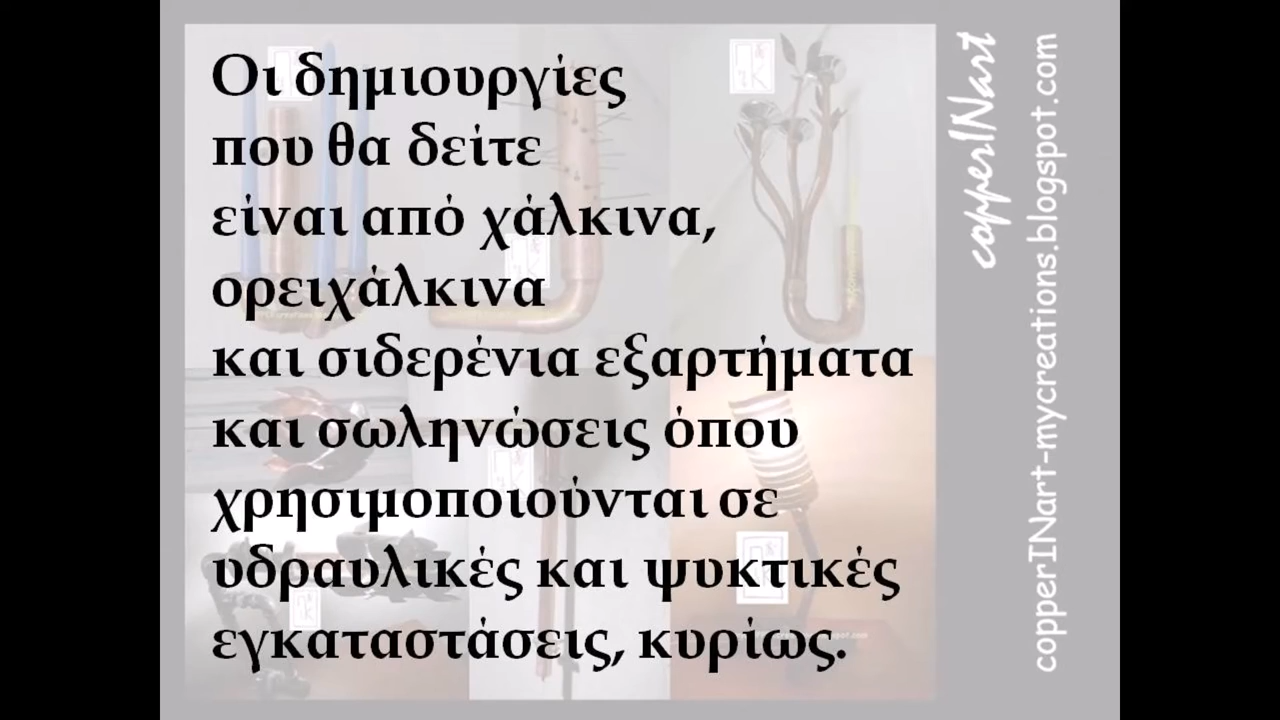 Οι δημιουργίες
που θα δείτε
είναι από χάλκινα,
ορειχάλκινα
και σιδερένια εξαρτήματα
και σωληνώσεις όπου
χρησιμοποιούνται σε
υδραυλικές και ψυκτικές
εγκαταστάσεις, κυρίως.
copperINart
copperINart-mycreations.blogspot.com